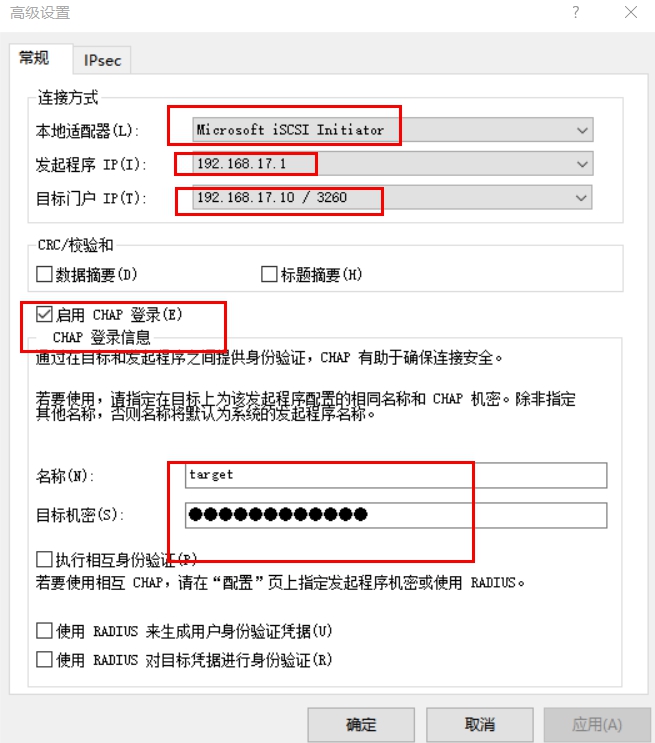 高级设置
常规
IPsec
连接方式
本地适配器(L):
Microsoft iSCSI Initiator
发起程序 IP(I):
192.168.17.1
目标门户 IP(T):
192.168.17.10 / 3260
CRC/校验和
数据摘要(D)
标题摘要(H)
启用 CHAP 登录(E)
CHAP 登录信息
通过在目标和发起程序之间提供身份验证，CHAP 有助于确保连接安全。
若要使用，请指定在目标上为该发起程序配置的相同名称和 CHAP 机密。除非指定
其他名称，否则名称将默认为系统的发起程序名称。
名称(N):
target
目标机密(S):
●●●●●●●●●●●●
执行相互身份验证(P)
若要使用相互 CHAP，请在“配置”页上指定发起程序机密或使用 RADIUS。
使用 RADIUS 来生成用户身份验证凭据(U)
使用 RADIUS 对目标凭据进行身份验证(R)
确定
取消
应用(A)